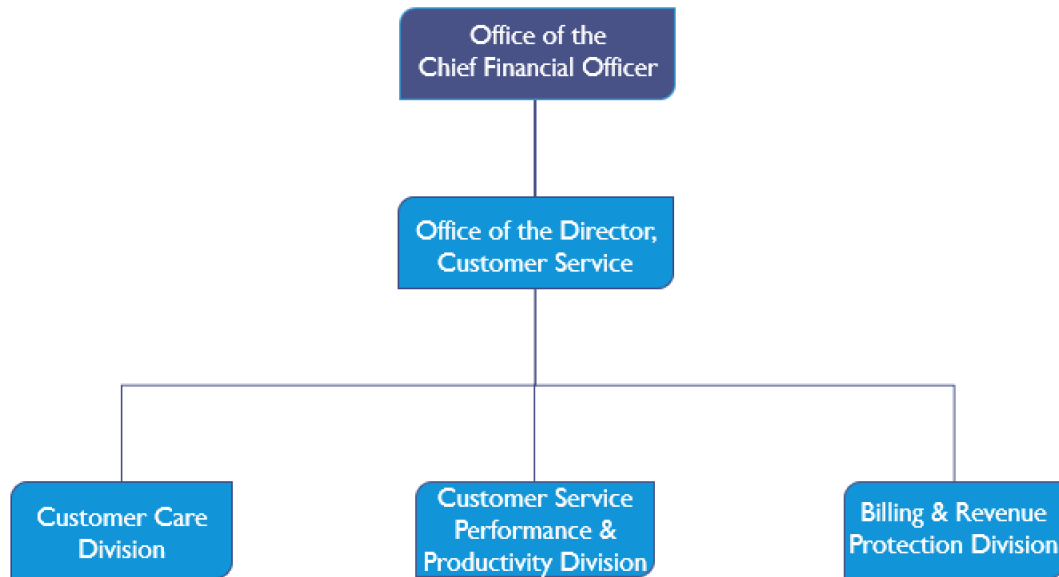 Office of the
Chief Financial Officer
Office of the Director,
Customer Service
Customer Care
Division
Customer Service
Performance &
Productivity Division
Billing & Revenue
Protection Division